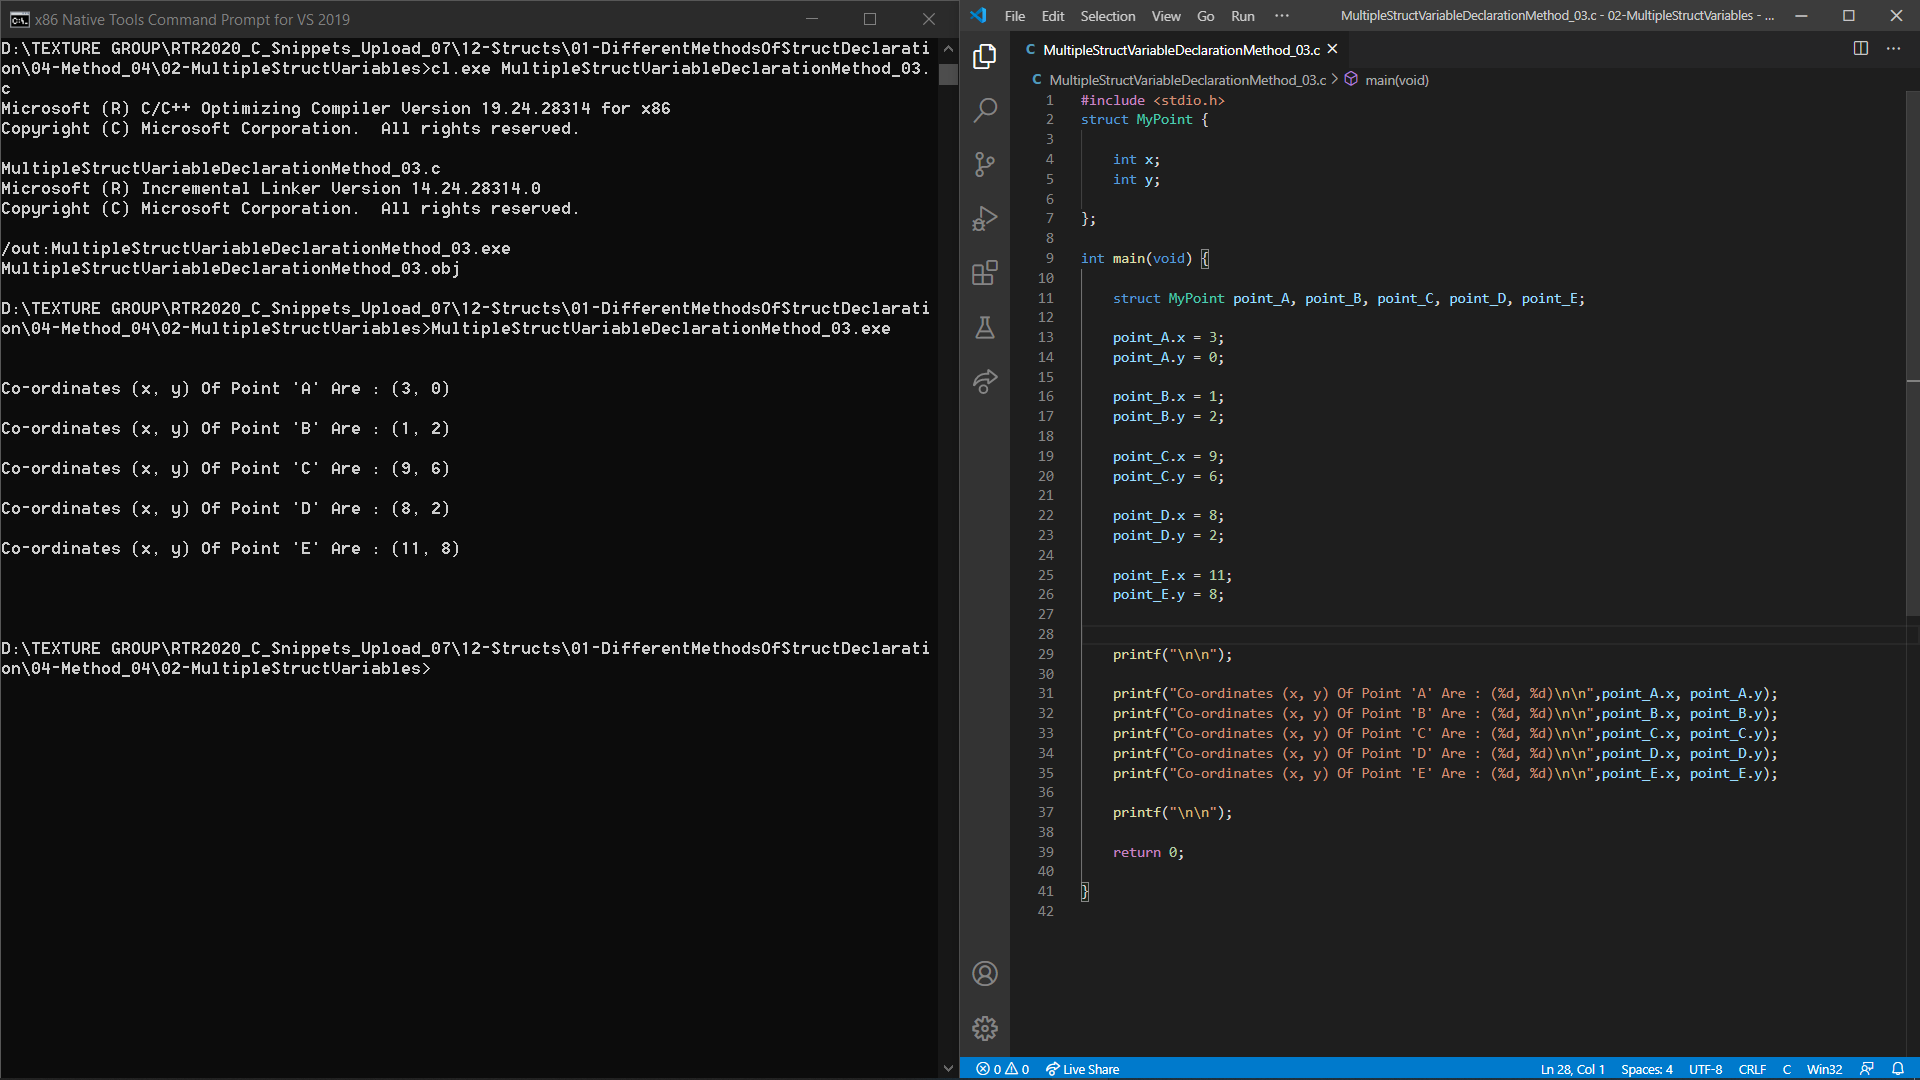 x86 Native Tools Command Prompt for VS 2019
D:\TEXTURE GROUP\RTR2020_C_Snippets_Upload_07\12-Structs\01-DifferentMethodsOfStructDeclarati
on\04-Method_04\02-MultipleStructVariables>cl.exe MultipleStructVariableDeclarationMethod_03.
c
Microsoft (R) C/C++ Optimizing Compiler Version 19.24.28314 for x86
Copyright (C) Microsoft Corporation.  All rights reserved.
MultipleStructVariableDeclarationMethod_03.c
Microsoft (R) Incremental Linker Version 14.24.28314.0
Copyright (C) Microsoft Corporation.  All rights reserved.
/out:MultipleStructVariableDeclarationMethod_03.exe
MultipleStructVariableDeclarationMethod_03.obj
D:\TEXTURE GROUP\RTR2020_C_Snippets_Upload_07\12-Structs\01-DifferentMethodsOfStructDeclarati
on\04-Method_04\02-MultipleStructVariables>MultipleStructVariableDeclarationMethod_03.exe
Co-ordinates (x, y) Of Point 'A' Are : (3, 0)
Co-ordinates (x, y) Of Point 'B' Are : (1, 2)
Co-ordinates (x, y) Of Point 'C' Are : (9, 6)
Co-ordinates (x, y) Of Point 'D' Are : (8, 2)
Co-ordinates (x, y) Of Point 'E' Are : (11, 8)
D:\TEXTURE GROUP\RTR2020_C_Snippets_Upload_07\12-Structs\01-DifferentMethodsOfStructDeclarati
on\04-Method_04\02-MultipleStructVariables>
File Edit Selection View Go Run ··· MultipleStructVariableDeclarationMethod_03.c - 02-MultipleStructVariables - ...
C MultipleStructVariableDeclarationMethod_03.c
C MultipleStructVariableDeclarationMethod_03.c > main(void)
1 #include <stdio.h>
2 struct MyPoint {
3
4     int x;
5     int y;
6
7 };
8
9 int main(void) {
10
11     struct MyPoint point_A, point_B, point_C, point_D, point_E;
12
13     point_A.x = 3;
14     point_A.y = 0;
15
16     point_B.x = 1;
17     point_B.y = 2;
18
19     point_C.x = 9;
20     point_C.y = 6;
21
22     point_D.x = 8;
23     point_D.y = 2;
24
25     point_E.x = 11;
26     point_E.y = 8;
27
28
29     printf("\n\n");
30
31     printf("Co-ordinates (x, y) Of Point 'A' Are : (%d, %d)\n\n",point_A.x, point_A.y);
32     printf("Co-ordinates (x, y) Of Point 'B' Are : (%d, %d)\n\n",point_B.x, point_B.y);
33     printf("Co-ordinates (x, y) Of Point 'C' Are : (%d, %d)\n\n",point_C.x, point_C.y);
34     printf("Co-ordinates (x, y) Of Point 'D' Are : (%d, %d)\n\n",point_D.x, point_D.y);
35     printf("Co-ordinates (x, y) Of Point 'E' Are : (%d, %d)\n\n",point_E.x, point_E.y);
36
37     printf("\n\n");
38
39     return 0;
40
41 }
42
0 0 Live Share Ln 28, Col 1 Spaces: 4 UTF-8 CRLF C Win32